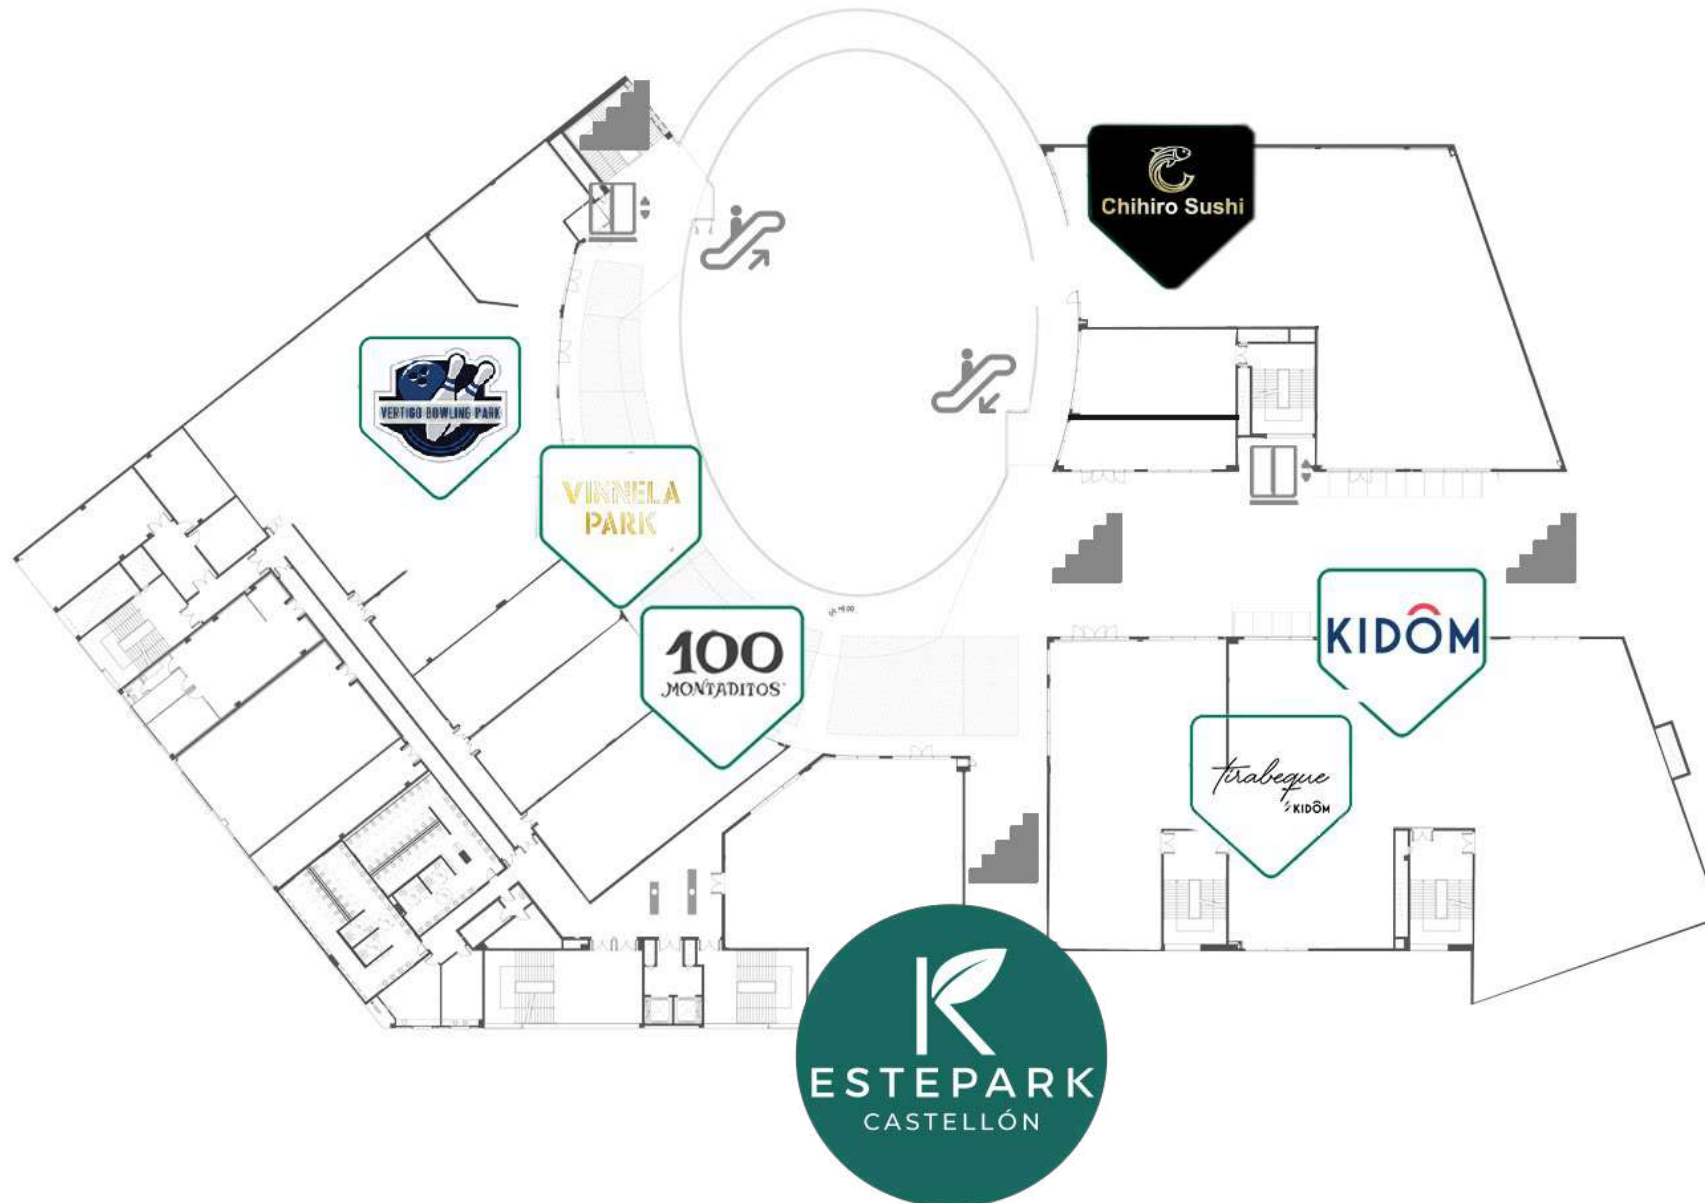 Chihiro Sushi
VERTIGO BOWLING PARK
VINNELA
PARK
100
MONTADITOS
KIDÔM
tirabeque
KIDÔM
ESTEPARK
CASTELLÓN